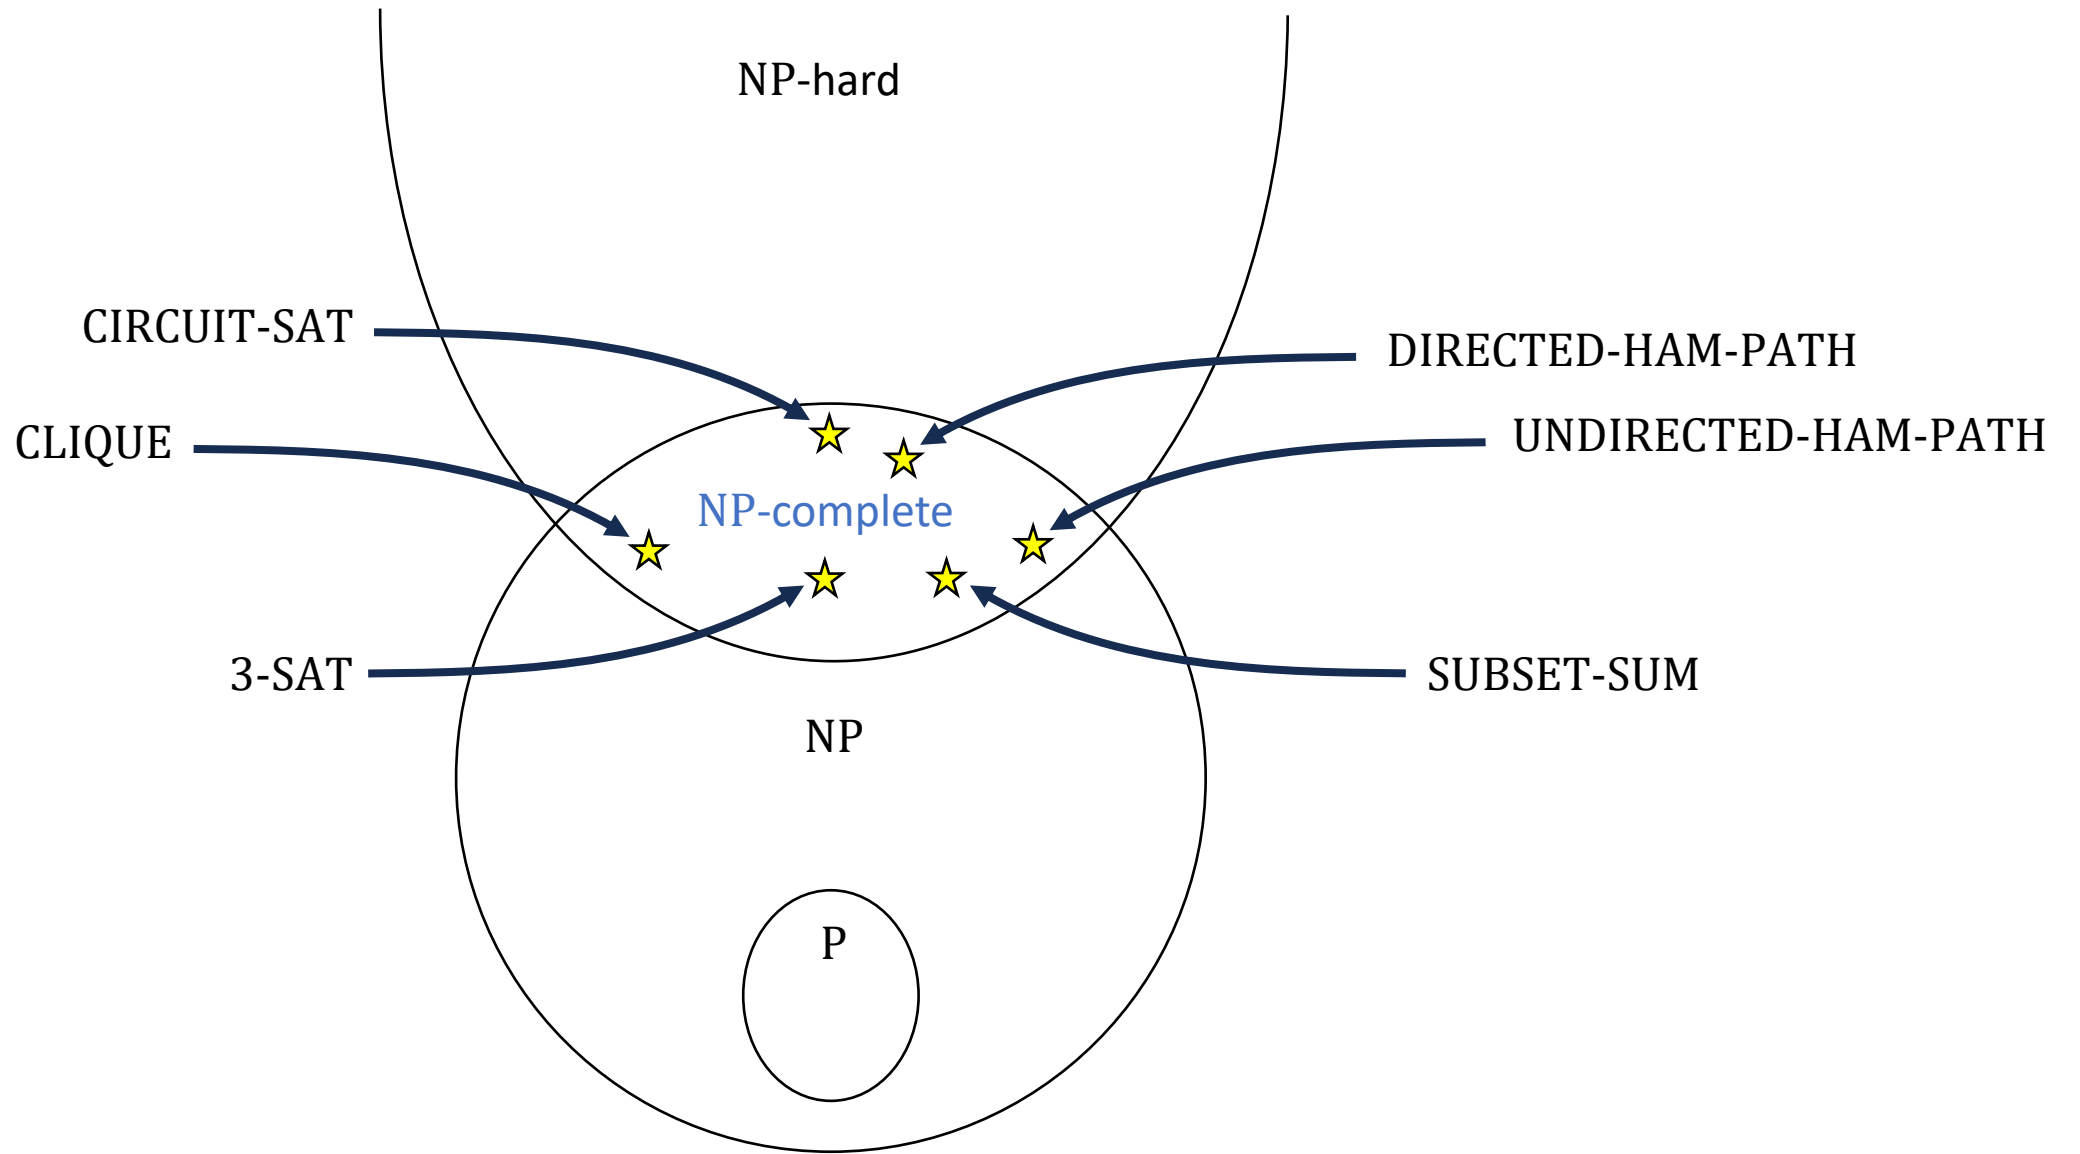 NP-hard
CIRCUIT-SAT
DIRECTED-HAM-PATH
CLIQUE
UNDIRECTED-HAM-PATH
NP-complete
3-SAT
SUBSET-SUM
NP
P